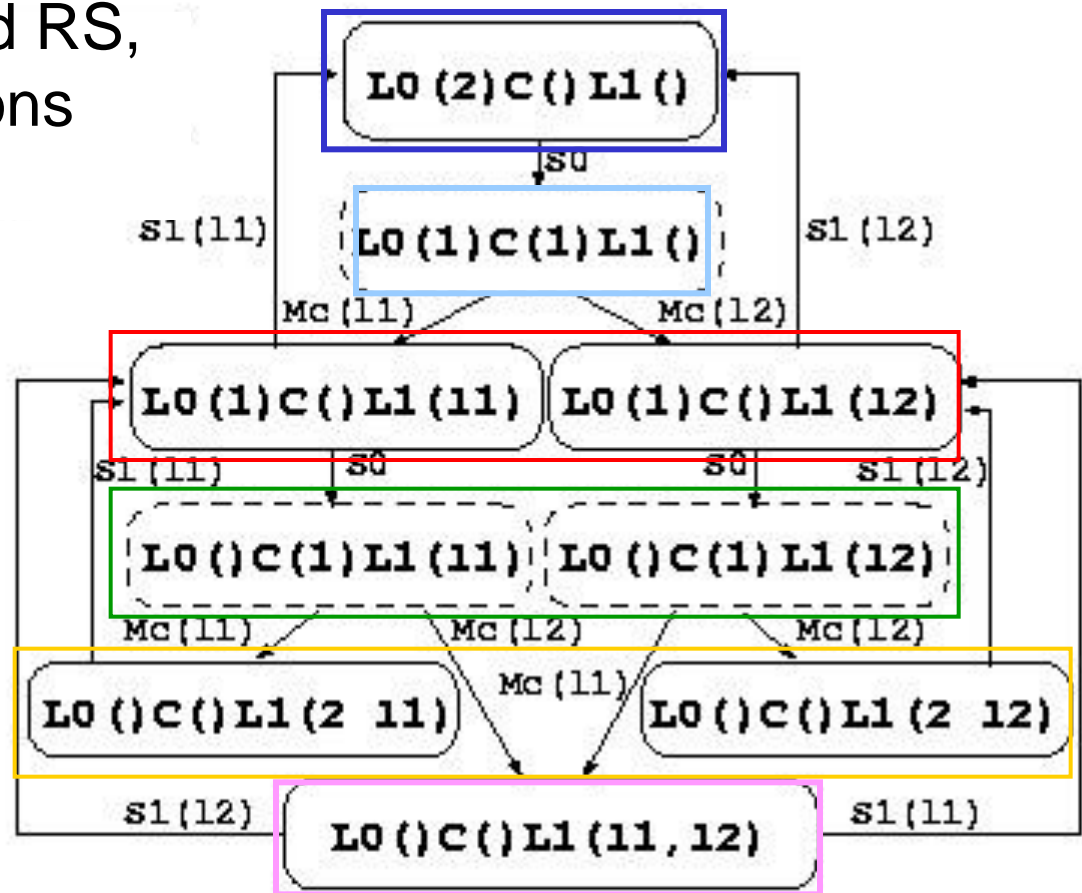 d RS,
ons
L0(2)C()L1()
S0
L0(1)C(1)L1()
S1(l1)
S1(l2)
Mc(l1)
Mc(l2)
L0(1)C()L1(l1)
L0(1)C()L1(l2)
S1(l1)
S0
S0
S1(l2)
L0()C(1)L1(l1)
L0()C(1)L1(l2)
Mc(l1)
Mc(l2)
Mc(l2)
Mc(l1)
L0()C()L1(2 l1)
L0()C()L1(2 l2)
S1(l2)
S1(l1)
L0()C()L1(l1,l2)